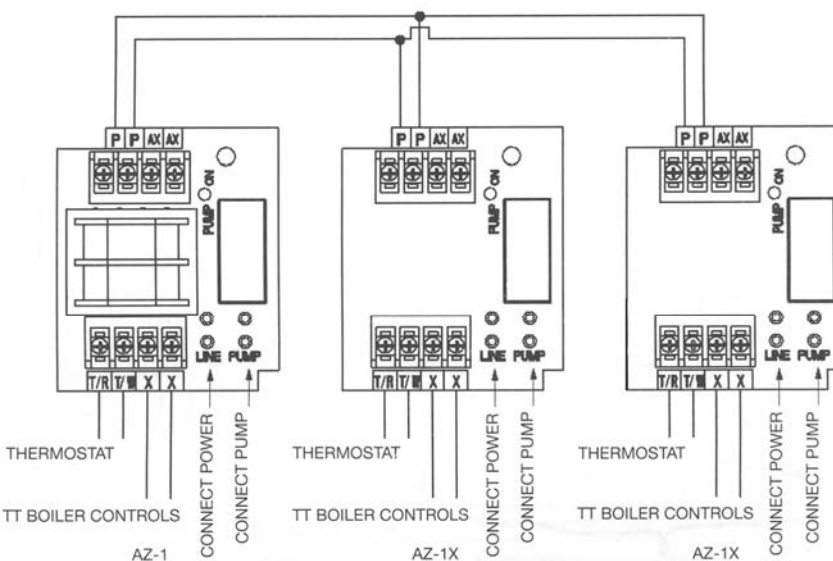 P P AX AX
P P AX AX
P P AX AX
PUMP ON
PUMP ON
PUMP ON
LINE PUMP
LINE PUMP
LINE PUMP
T/R T/W X X
T/R T/W X X
T/R T/W X X
THERMOSTAT
THERMOSTAT
THERMOSTAT
TT BOILER CONTROLS
TT BOILER CONTROLS
TT BOILER CONTROLS
CONNECT POWER
CONNECT PUMP
CONNECT POWER
CONNECT PUMP
CONNECT POWER
CONNECT PUMP
AZ-1
AZ-1X
AZ-1X